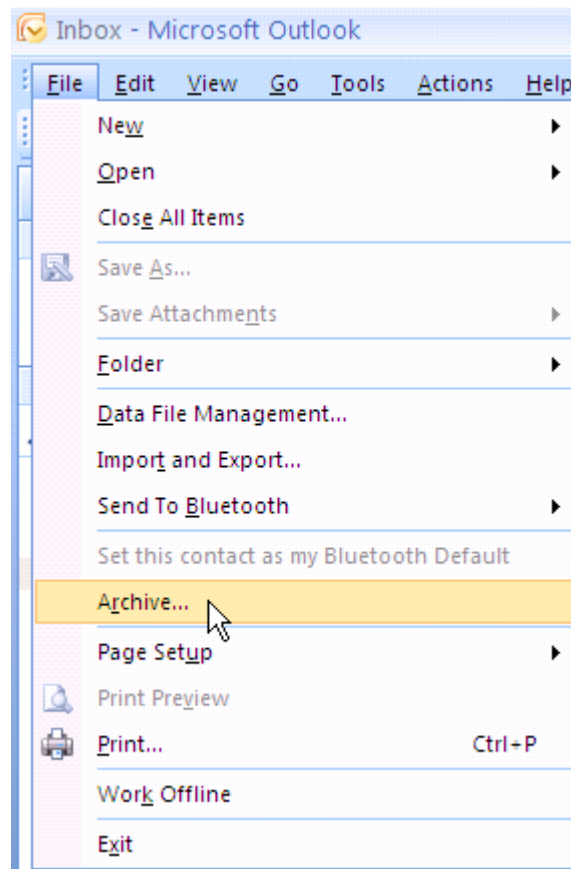 Inbox - Microsoft Outlook
File Edit View Go Tools Actions Help
New
Open
Close All Items
Save As...
Save Attachments
Folder
Data File Management...
Import and Export...
Send To Bluetooth
Set this contact as my Bluetooth Default
Archive...
Page Setup
Print Preview
Print... Ctrl+P
Work Offline
Exit